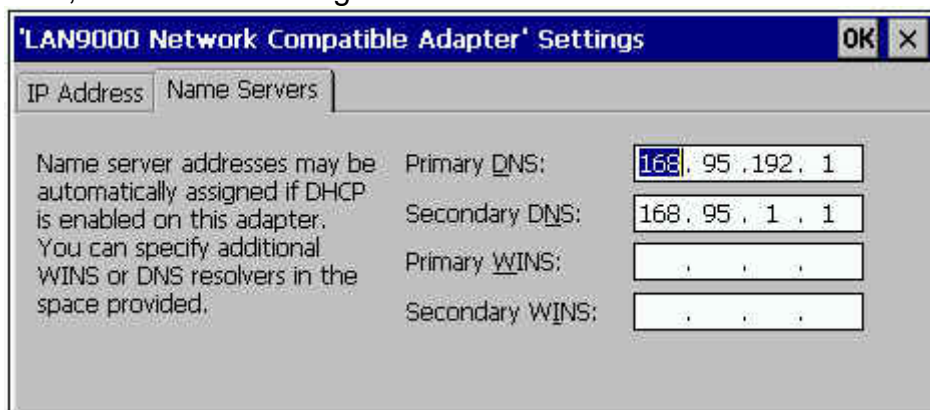 'LAN9000 Network Compatible Adapter' Settings OK ×
IP Address Name Servers
Name server addresses may be
automatically assigned if DHCP
is enabled on this adapter.
You can specify additional
WINS or DNS resolvers in the
space provided.
Primary DNS: 168. 95 .192. 1
Secondary DNS: 168. 95 . 1 . 1
Primary WINS: . . .
Secondary WINS: . . .